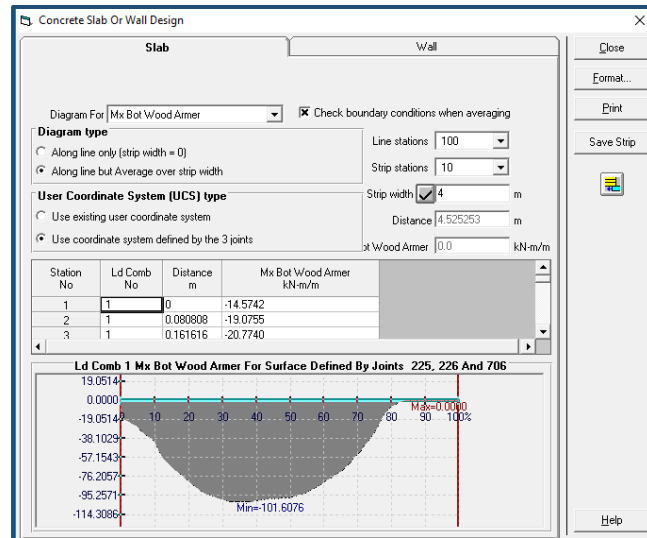 Concrete Slab Or Wall Design
Slab
Wall
Close
Format...
Print
Save Strip
Help
Diagram For Mx Bot Wood Armer
Check boundary conditions when averaging
Diagram type
Along line only (strip width = 0)
Along line but Average over strip width
Line stations 100
Strip stations 10
User Coordinate System (UCS) type
Use existing user coordinate system
Use coordinate system defined by the 3 joints
Strip width 4 m
Distance 4.525253 m
ot Wood Armer 0.0 kN-m/m
Station No Ld Comb No Distance m Mx Bot Wood Armer kN-m/m
1 1 0 -14.5742
2 1 0.080808 -19.0755
3 1 0.161616 -20.7740
Ld Comb 1 Mx Bot Wood Armer For Surface Defined By Joints 225, 226 And 706
19.0514
0.0000
-19.0514
-38.1029
-57.1543
-76.2057
-95.2571
-114.3086
0 10 20 30 40 50 60 70 80 90 100%
Max=0.0000
Min=-101.6076